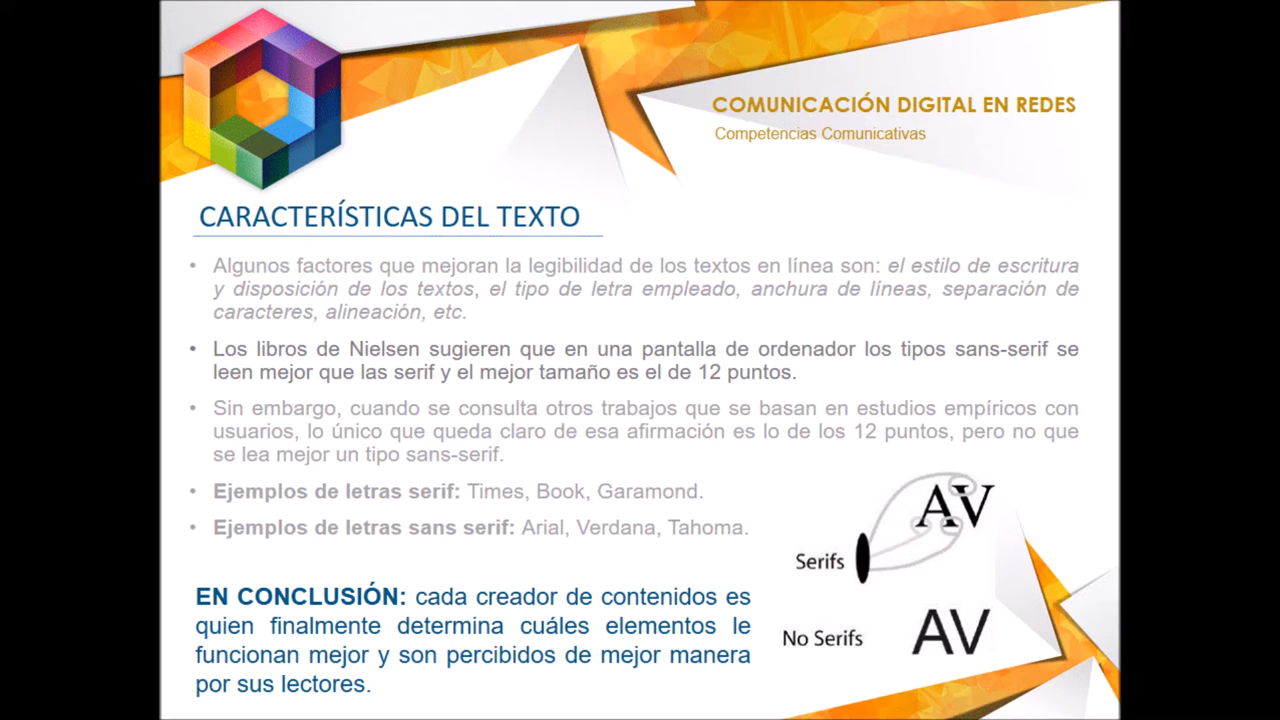 COMUNICACIÓN DIGITAL EN REDES
Competencias Comunicativas
CARACTERÍSTICAS DEL TEXTO
• Algunos factores que mejoran la legibilidad de los textos en línea son: el estilo de escritura
y disposición de los textos, el tipo de letra empleado, anchura de líneas, separación de
caracteres, alineación, etc.
• Los libros de Nielsen sugieren que en una pantalla de ordenador los tipos sans-serif se
leen mejor que las serif y el mejor tamaño es el de 12 puntos.
• Sin embargo, cuando se consulta otros trabajos que se basan en estudios empíricos con
usuarios, lo único que queda claro de esa afirmación es lo de los 12 puntos, pero no que
se lea mejor un tipo sans-serif.
• Ejemplos de letras serif: Times, Book, Garamond.
• Ejemplos de letras sans serif: Arial, Verdana, Tahoma.
EN CONCLUSIÓN: cada creador de contenidos es
quien finalmente determina cuáles elementos le
funcionan mejor y son percibidos de mejor manera
por sus lectores.
AV
Serifs
No Serifs AV